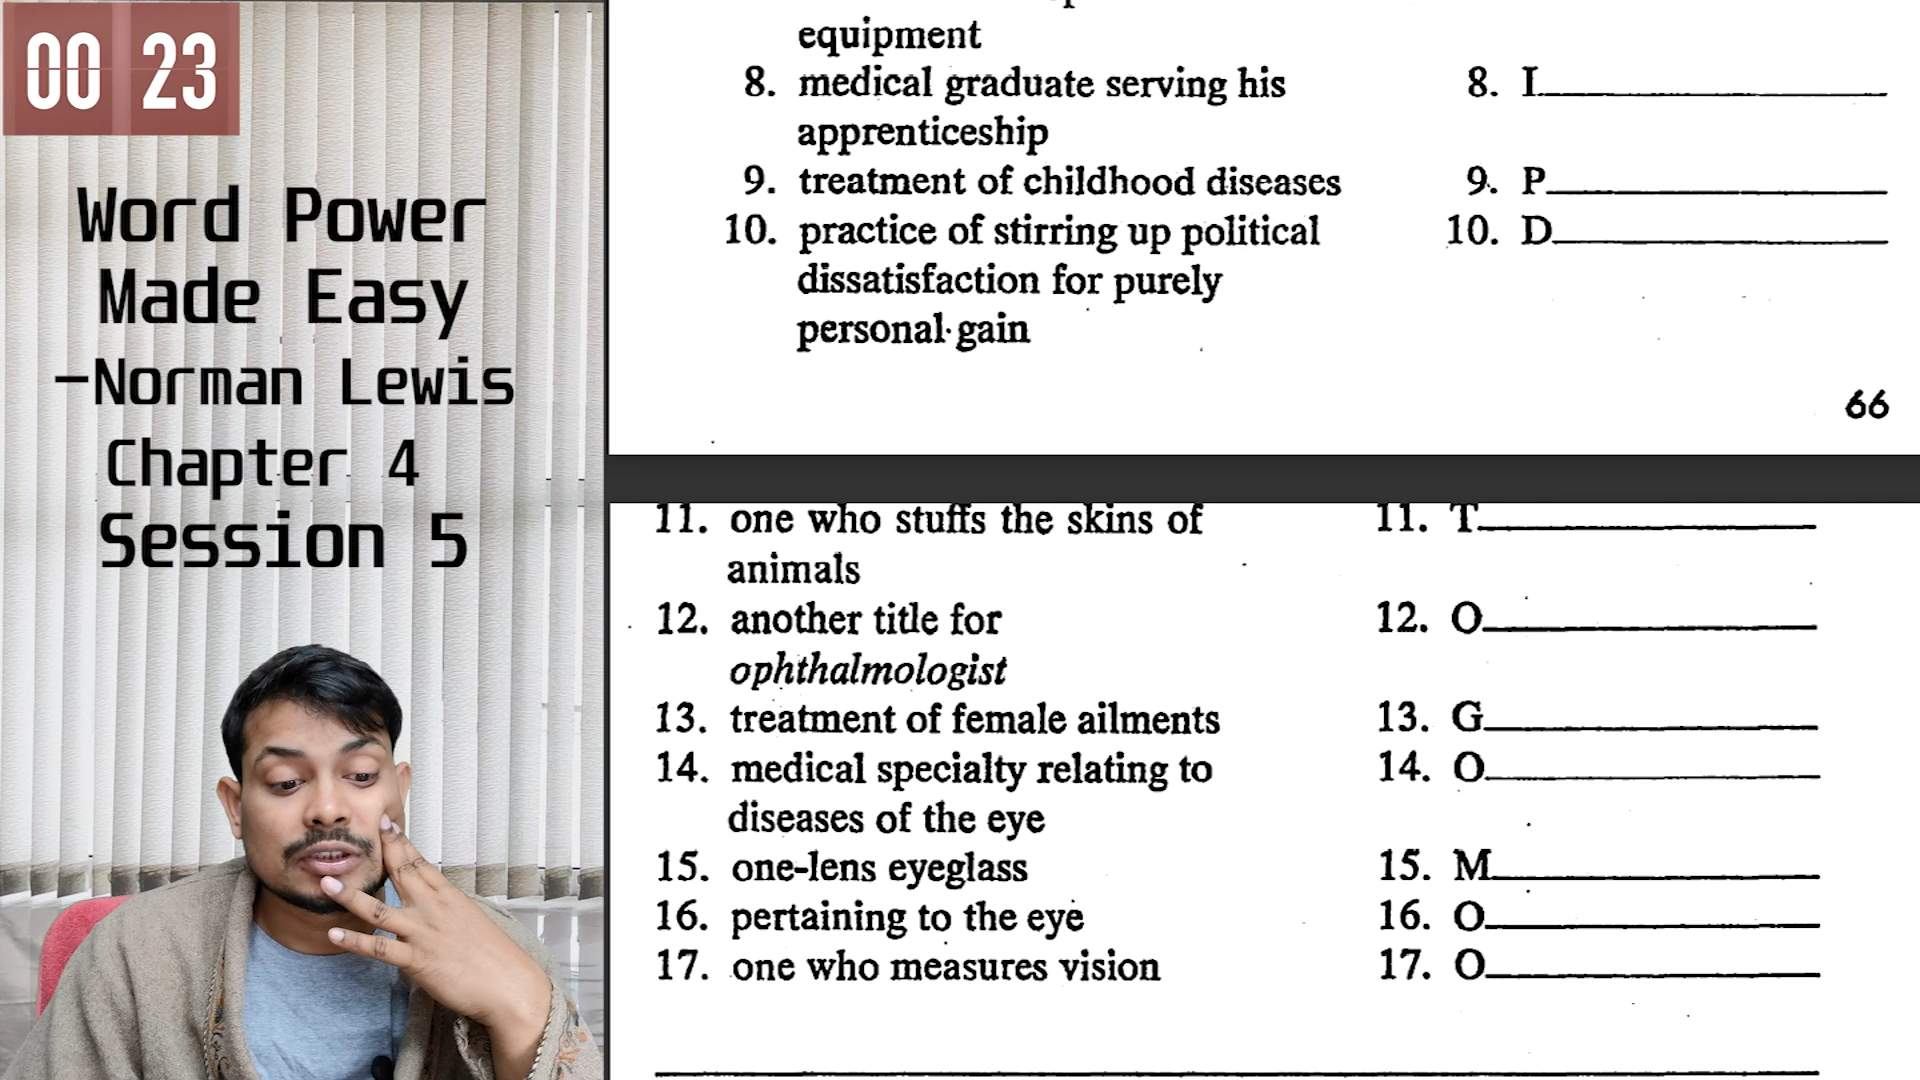 00 23
Word Power
Made Easy
-Norman Lewis
Chapter 4
Session 5
equipment
8. medical graduate serving his 8. I
apprenticeship
9. treatment of childhood diseases 9. P
10. practice of stirring up political 10. D
dissatisfaction for purely
personal gain
66
11. one who stuffs the skins of 11. T
animals
12. another title for 12. O
ophthalmologist
13. treatment of female ailments 13. G
14. medical specialty relating to 14. O
diseases of the eye
15. one-lens eyeglass 15. M
16. pertaining to the eye 16. O
17. one who measures vision 17. O